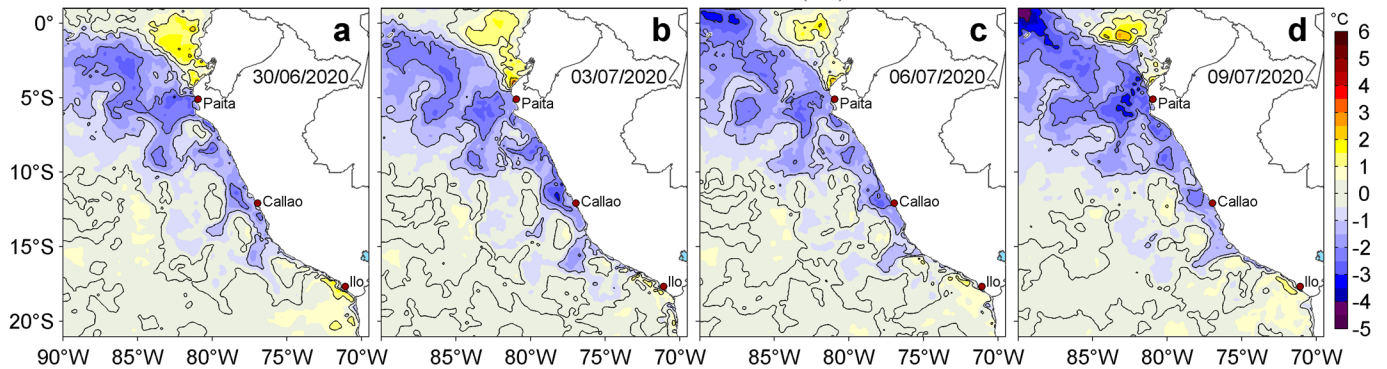 a
b
c
d
°C
30/06/2020
03/07/2020
06/07/2020
09/07/2020
0°
5°S
10°S
15°S
20°S
Paita
Callao
Ilo
Paita
Callao
Ilo
Paita
Callao
Ilo
Paita
Callao
Ilo
90°W
85°W
80°W
75°W
70°W
85°W
80°W
75°W
70°W
85°W
80°W
75°W
70°W
85°W
80°W
75°W
70°W
6
5
4
3
2
1
0
-1
-2
-3
-4
-5